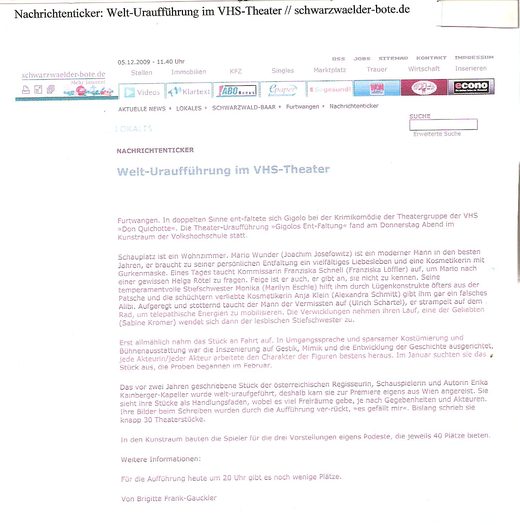 Nachrichtenticker: Welt-Uraufführung im VHS-Theater // schwarzwaelder-bote.de
05.12.2009 - 11.40 Uhr
RSS JOBS SITEMAP KONTAKT IMPRESSUM
schwarzwaelder-bote.de
Stellen Immobilien KFZ Singles Marktplatz Trauer Wirtschaft Inserieren
Videos Klartext ABO econo
AKTUELLE NEWS LOKALES SCHWARZWALD-BAAR Furtwangen Nachrichtenticker
SUCHE
LOKALES
Erweiterte Suche
NACHRICHTENTICKER
Welt-Uraufführung im VHS-Theater
Furtwangen. In doppelten Sinne ent-faltete sich Gigolo bei der Krimikomödie der Theatergruppe der VHS
»Don Quichotte«. Die Theater-Uraufführung »Gigolos Ent-Faltung« fand am Donnerstag Abend im
Kunstraum der Volkshochschule statt.
Schauplatz ist ein Wohnzimmer. Mario Wunder (Joachim Josefowitz) ist ein moderner Mann in den besten
Jahren, er braucht zu seiner persönlichen Entfaltung ein vielfältiges Liebesleben und eine Kosmetikerin mit
Gurkenmaske. Eines Tages taucht Kommissarin Franziska Schnell (Franziska Löffler) auf, um Mario nach
einer gewissen Helga Rötel zu fragen. Feige ist er auch, er gibt an, sie nicht zu kennen. Seine
temperamentvolle Stiefschwester Monika (Marilyn Eschle) hilft ihm durch Lügenkonstrukte öfters aus der
Patsche und die schüchtern verliebte Kosmetikerin Anja Klein (Alexandra Schmitt) gibt ihm gar ein falsches
Alibi. Aufgeregt und stotternd taucht der Mann der Vermissten auf (Ulrich Schartel), er strampelt auf dem
Rad, um telepathische Energien zu mobilisieren. Die Verwicklungen nehmen ihren Lauf, eine der Geliebten
(Sabine Kromer) wendet sich dann der lesbischen Stiefschwester zu.
Erst allmählich nahm das Stück an Fahrt auf. In Umgangssprache und sparsamer Kostümierung und
Bühnenausstattung war die Inszenierung auf Gestik, Mimik und die Entwicklung der Geschichte ausgerichtet,
jede Akteurin/jeder Akteur arbeitete den Charakter der Figuren bestens heraus. Im Januar suchten sie das
Stück aus, die Proben begannen im Februar.
Das vor zwei Jahren geschriebene Stück der österreichischen Regisseurin, Schauspielerin und Autorin Erika
Kainberger-Kapeller wurde welt-uraufgeführt, deshalb kam sie zur Premiere eigens aus Wien angereist. Sie
sieht ihre Stücke als Handlungsfäden, wobei es viel Freiräume gebe, je nach Gegebenheiten und Akteuren.
Ihre Bilder beim Schreiben wurden durch die Aufführung ver-rückt, »es gefällt mir«. Bislang schrieb sie
knapp 30 Theaterstücke.
In den Kunstraum bauten die Spieler für die drei Vorstellungen eigens Podeste, die jeweils 40 Plätze bieten.
Weitere Informationen:
Für die Aufführung heute um 20 Uhr gibt es noch wenige Plätze.
Von Brigitte Frank-Gauckler